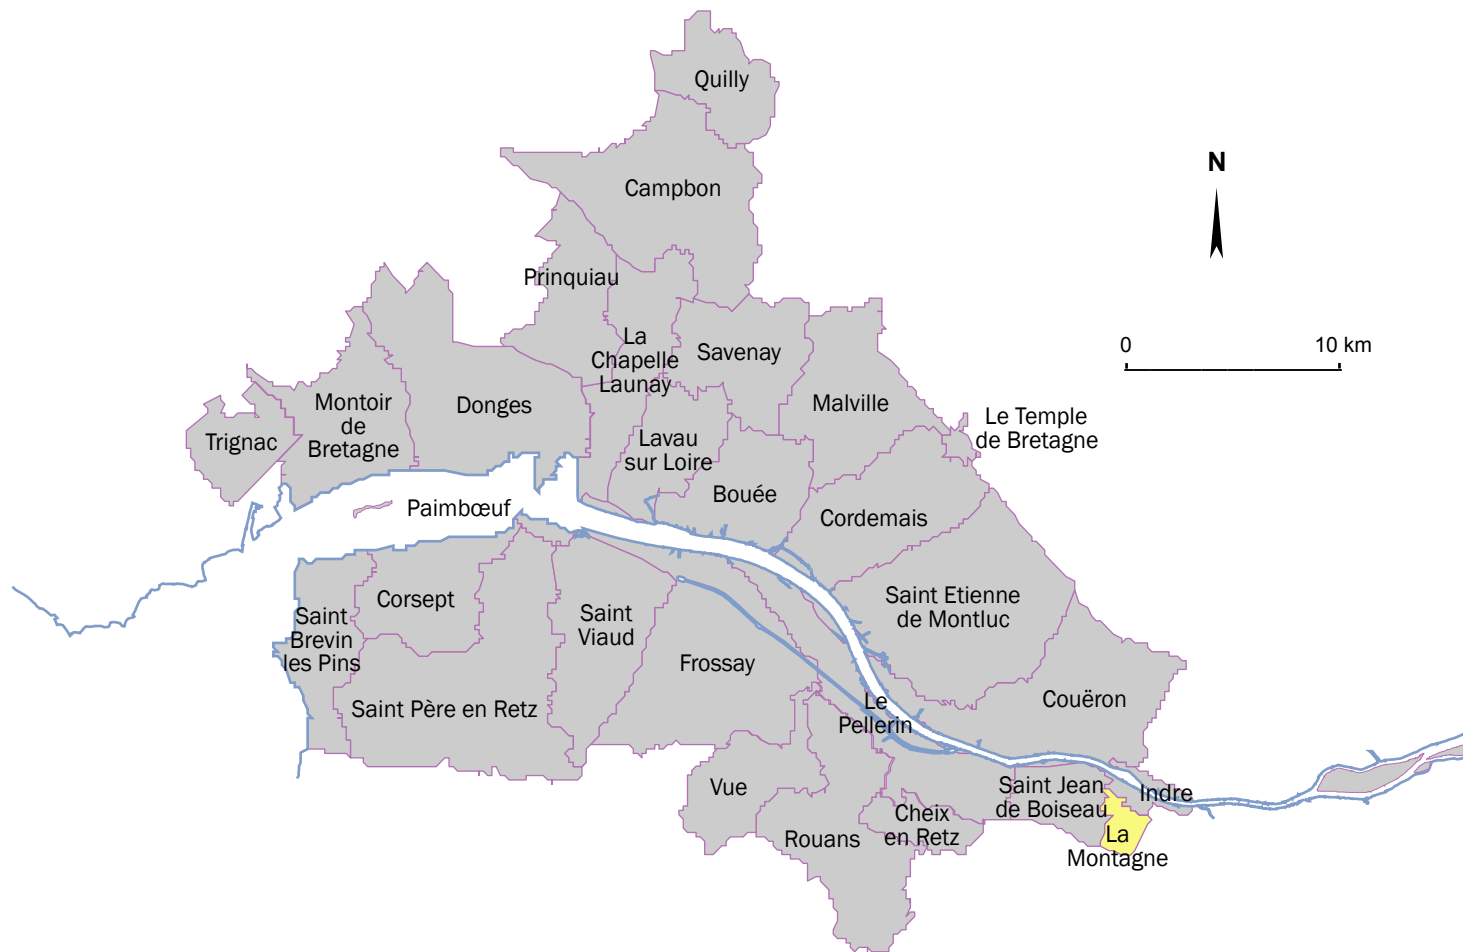 Quilly
N
Campbon
Prinquiau
0 10 km
La
Chapelle
Launay
Savenay
Montoir
de
Bretagne
Donges
Malville
Le Temple
de Bretagne
Trignac
Lavau
sur Loire
Bouée
Paimbœuf
Cordemais
Corsept
Saint
Brevin
les Pins
Saint
Viaud
Saint Etienne
de Montluc
Frossay
Saint Père en Retz
Le
Pellerin
Couëron
Vue
Saint Jean
de Boiseau
Indre
Rouans
Cheix
en Retz
La
Montagne